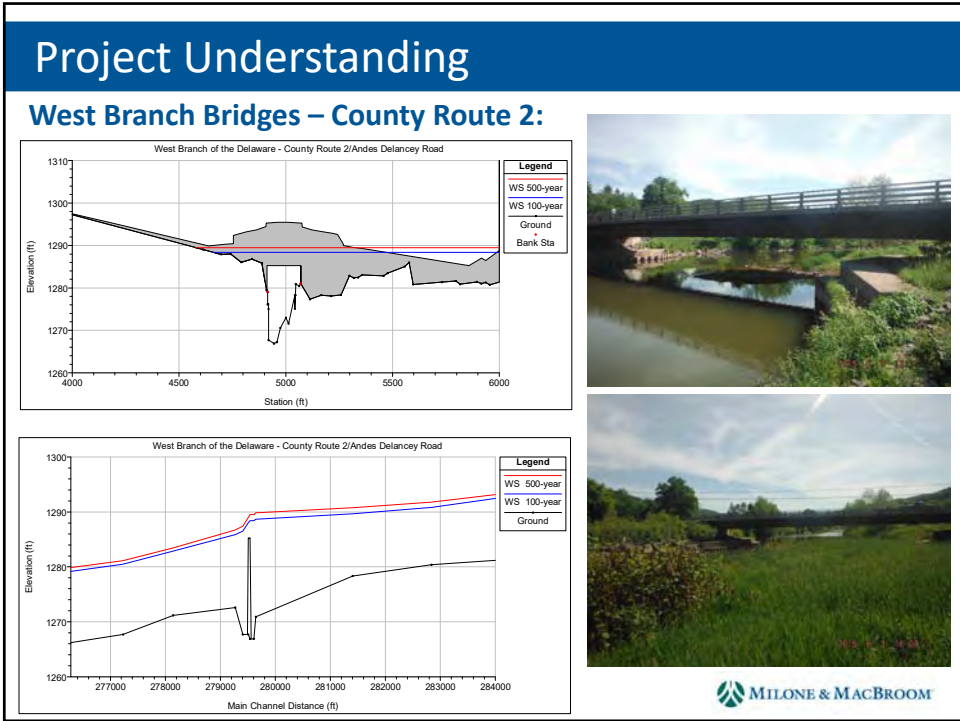 Project Understanding
West Branch Bridges – County Route 2:
West Branch of the Delaware - County Route 2/Andes Delancey Road
1310
1300
1290
1280
1270
1260
4000
4500
5000
5500
6000
Elevation (ft)
Station (ft)
Legend
WS 500-year
WS 100-year
Ground
Bank Sta
West Branch of the Delaware - County Route 2/Andes Delancey Road
1300
1290
1280
1270
1260
277000
278000
279000
280000
281000
282000
283000
284000
Elevation (ft)
Main Channel Distance (ft)
Legend
WS 500-year
WS 100-year
Ground
MILONE & MACBROOM